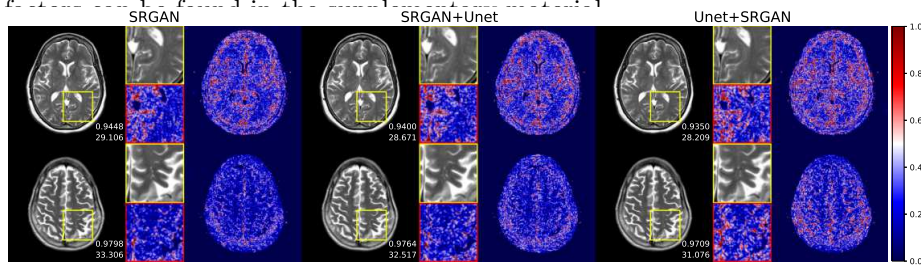 factors can be found in the supplementary material
SRGAN SRGAN+Unet Unet+SRGAN
1.0
0.8
0.6
0.4
0.2
0.0
0.9448 0.9400 0.9350
29.106 28.671 28.209
0.9798 0.9764 0.9709
33.306 32.517 31.076